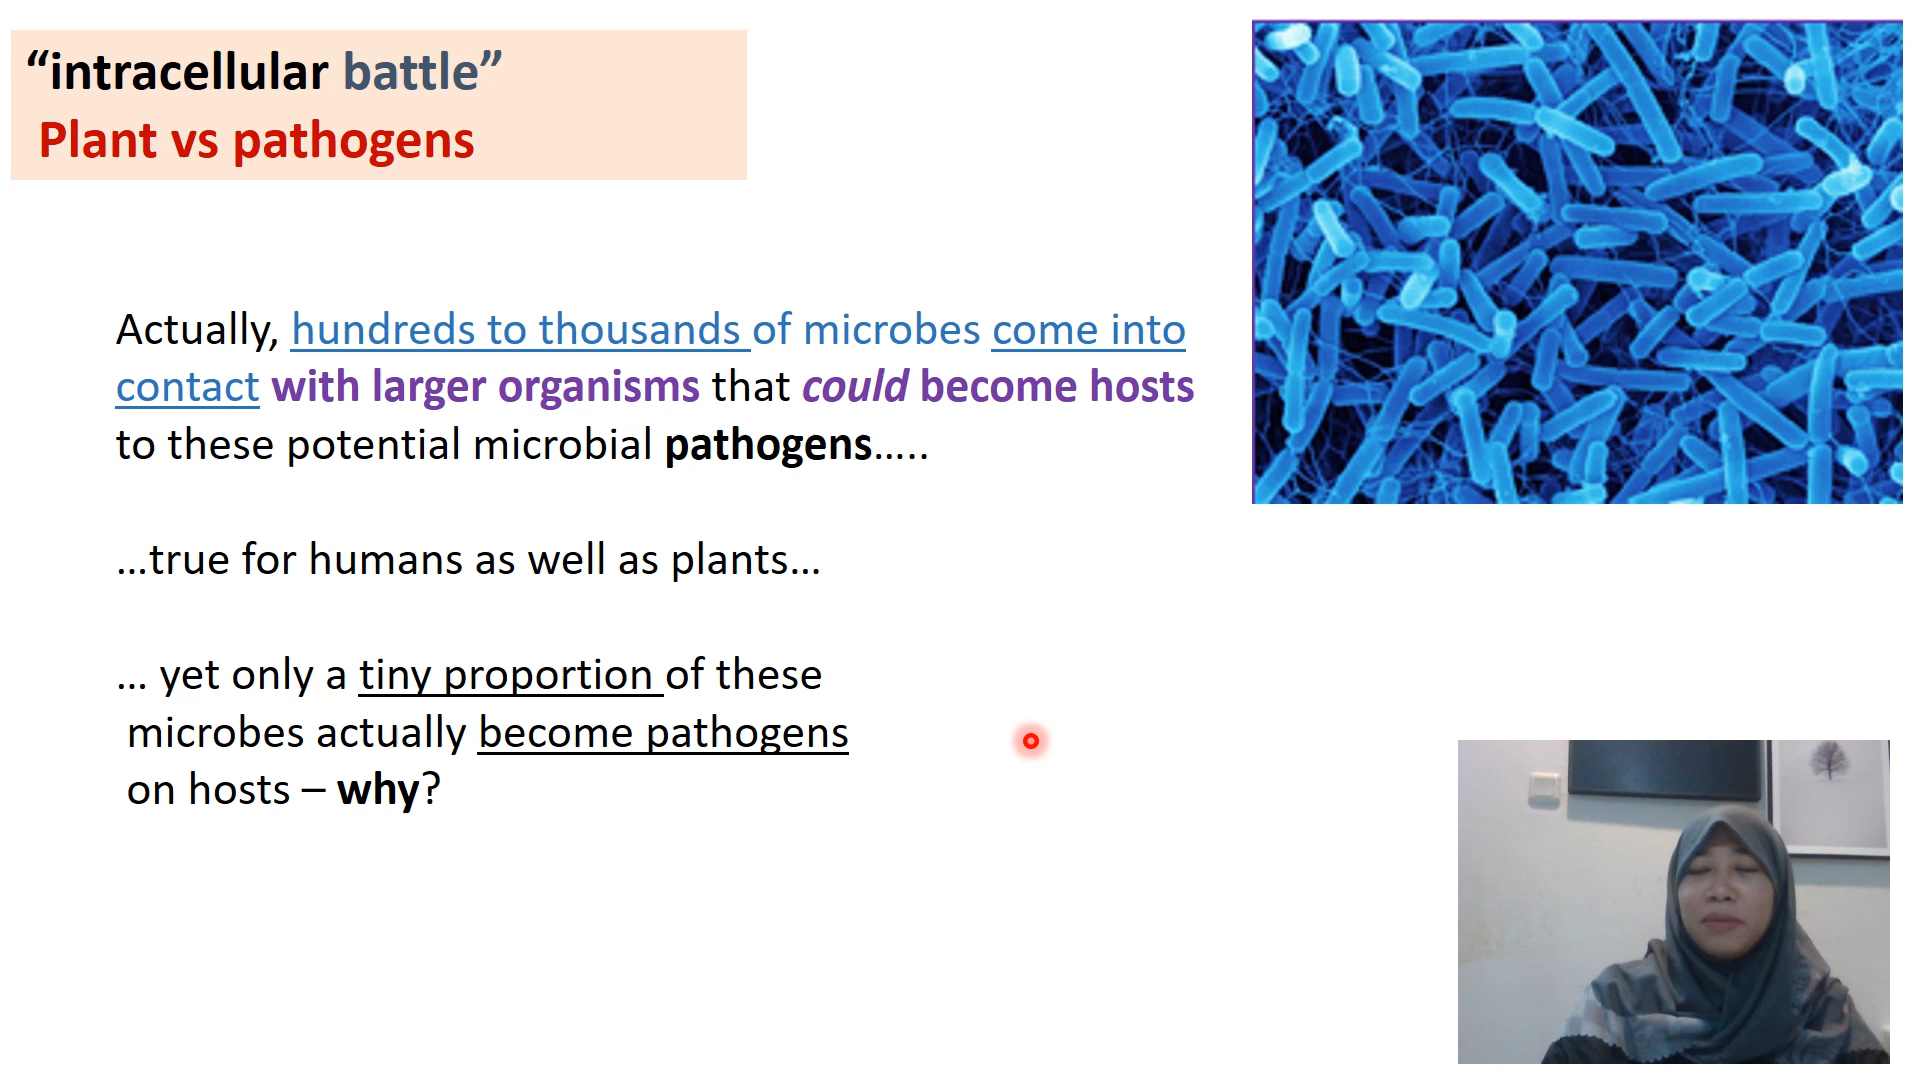 “intracellular battle”
Plant vs pathogens
Actually, hundreds to thousands of microbes come into
contact with larger organisms that could become hosts
to these potential microbial pathogens…..
…true for humans as well as plants…
… yet only a tiny proportion of these
microbes actually become pathogens
on hosts – why?